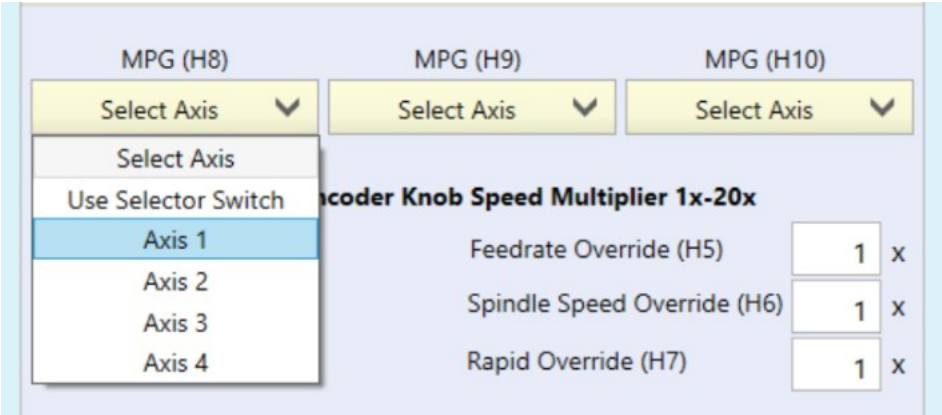 MPG (H8) MPG (H9) MPG (H10)
Select Axis Select Axis Select Axis
Select Axis
Use Selector Switch
Axis 1
Axis 2
Axis 3
Axis 4
Knob Speed Multiplier 1x-20x
Feedrate Override (H5) 1 x
Spindle Speed Override (H6) 1 x
Rapid Override (H7) 1 x